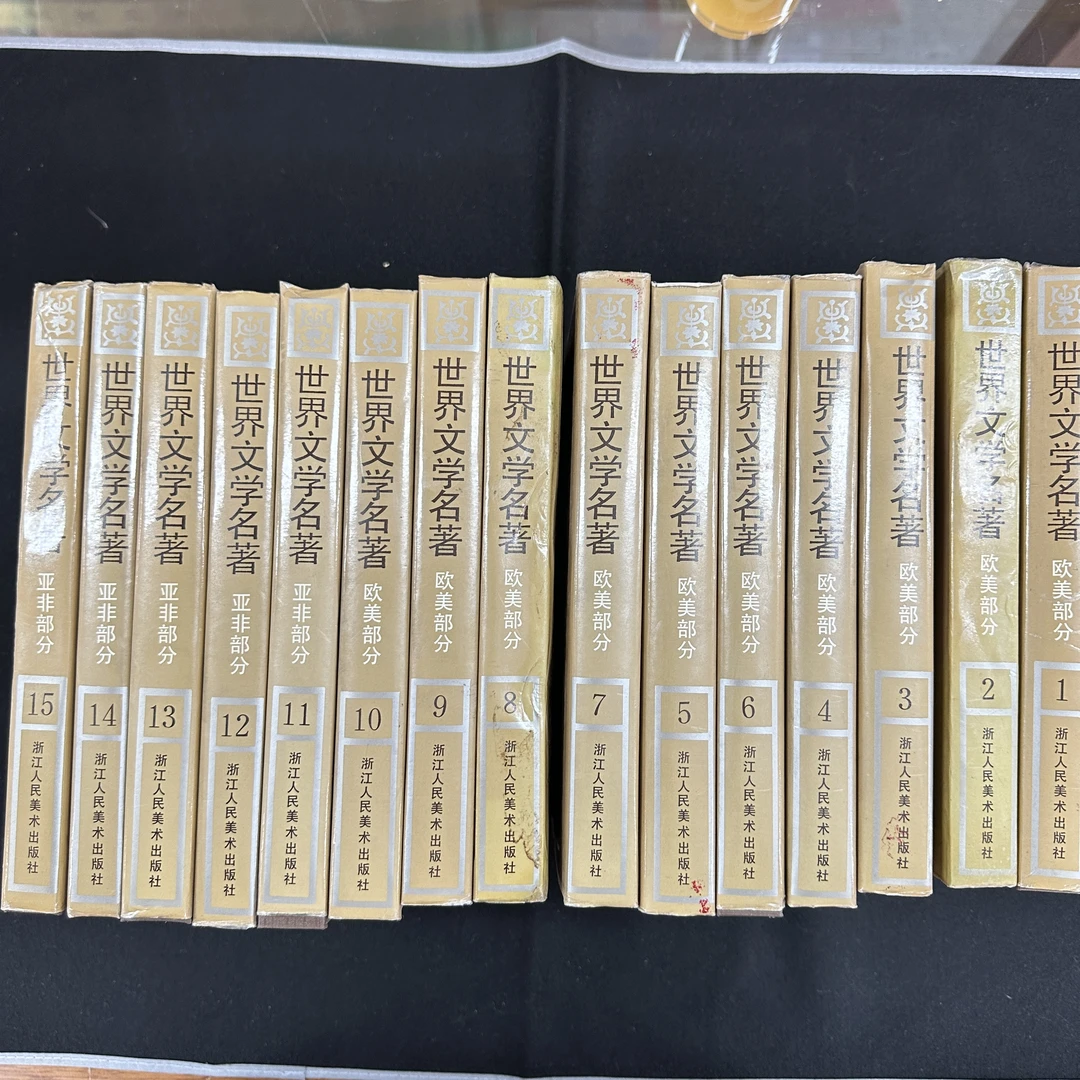 世界文学名著
亚非部分
15
浙江人民美术出版社
世界文学名著
亚非部分
14
浙江人民美术出版社
世界文学名著
亚非部分
13
浙江人民美术出版社
世界文学名著
亚非部分
12
浙江人民美术出版社
世界文学名著
亚非部分
11
浙江人民美术出版社
世界文学名著
欧美部分
10
浙江人民美术出版社
世界文学名著
欧美部分
9
浙江人民美术出版社
世界文学名著
欧美部分
8
浙江人民美术出版社
世界文学名著
欧美部分
7
浙江人民美术出版社
世界文学名著
欧美部分
5
浙江人民美术出版社
世界文学名著
欧美部分
6
浙江人民美术出版社
世界文学名著
欧美部分
4
浙江人民美术出版社
世界文学名著
欧美部分
3
浙江人民美术出版社
世界文学名著
欧美部分
2
浙江人民美术出版社
世界文学名著
欧美部分
1
浙江人民美术出版社